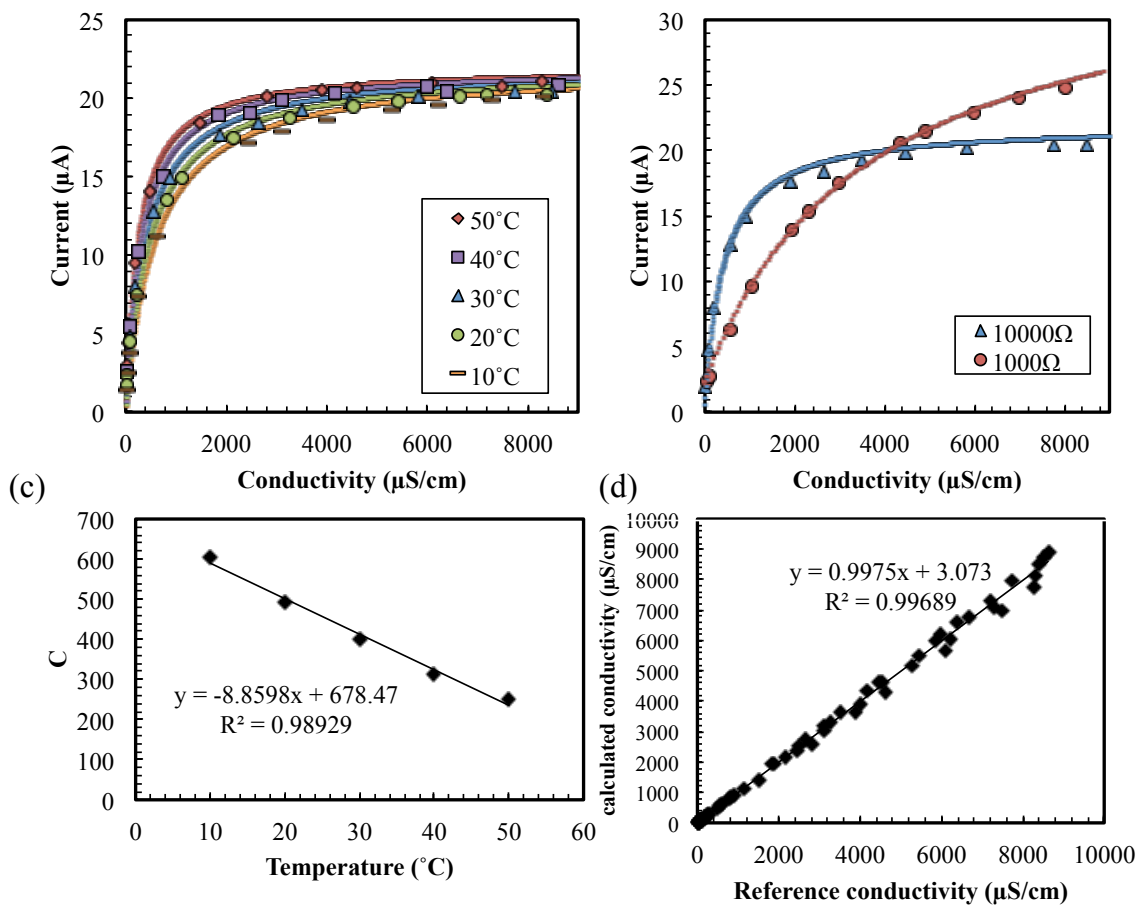 25
20
15
10
5
0
Current (µA)
0
2000
4000
6000
8000
Conductivity (µS/cm)
50˚C
40˚C
30˚C
20˚C
10˚C
30
25
20
15
10
5
0
Current (µA)
0
2000
4000
6000
8000
Conductivity (µS/cm)
10000Ω
1000Ω
(c)
700
600
500
400
300
200
100
0
C
y = -8.8598x + 678.47
R² = 0.98929
0
10
20
30
40
50
60
Temperature (˚C)
(d)
10000
9000
8000
7000
6000
5000
4000
3000
2000
1000
0
calculated conductivity (µS/cm)
y = 0.9975x + 3.073
R² = 0.99689
0
2000
4000
6000
8000
10000
Reference conductivity (µS/cm)